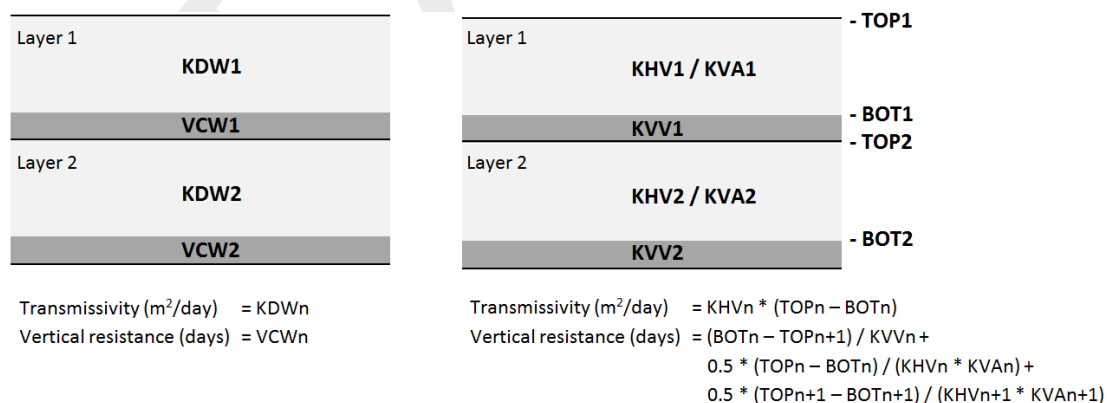 Layer 1
KDW1
VCW1
Layer 2
KDW2
VCW2
Transmissivity (m²/day) = KDWn
Vertical resistance (days) = VCWn
- TOP1
Layer 1
KHV1 / KVA1
- BOT1
KVV1
- TOP2
Layer 2
KHV2 / KVA2
- BOT2
KVV2
Transmissivity (m²/day) = KHVn * (TOPn – BOTn)
Vertical resistance (days) = (BOTn – TOPn+1) / KVVn +
0.5 * (TOPn – BOTn) / (KHVn * KVAn) +
0.5 * (TOPn+1 – BOTn+1) / (KHVn+1 * KVAn+1)